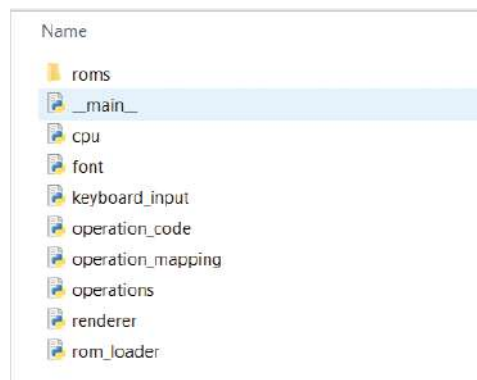 Name
roms
__main__
cpu
font
keyboard_input
operation_code
operation_mapping
operations
renderer
rom_loader